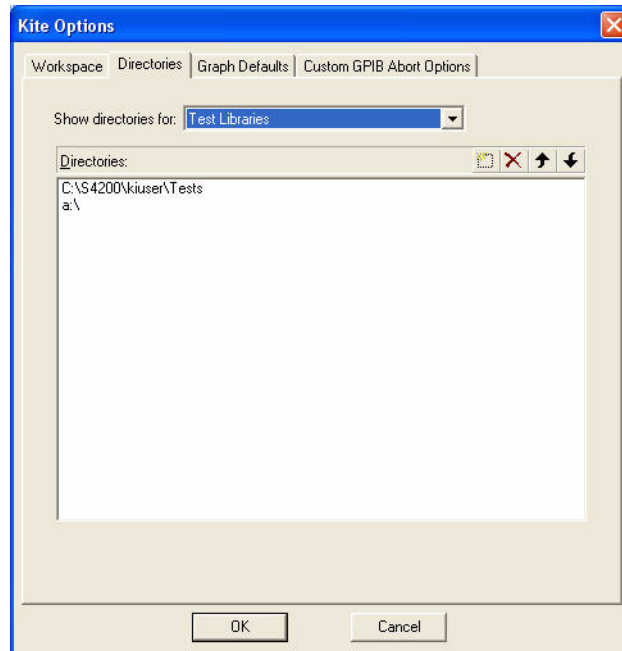 Kite Options
Workspace Directories Graph Defaults Custom GPIB Abort Options
Show directories for: Test Libraries
Directories:
C:\S4200\kiuser\Tests
a:\
OK Cancel